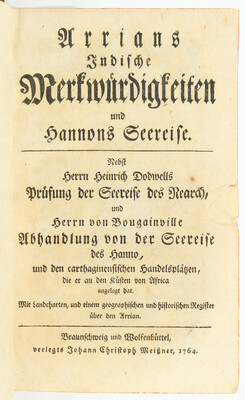 Arrians
Indische
Merkwürdigkeiten
und
Hannons Seereise.
Nebst
Herrn Heinrich Dodwells
Prüfung der Seereise des Nearch,
und
Herrn von Bougainville
Abhandlung von der Seereise
des Hanno,
und den carthaginensischen Handelsplätzen,
die er an den Küsten von Africa
angelegt hat.
Mit Landcharten, und einem geographischen und historischen Register
über den Arrian.
Braunschweig und Wolfenbüttel,
verlegts Johann Christoph Meißner, 1764.